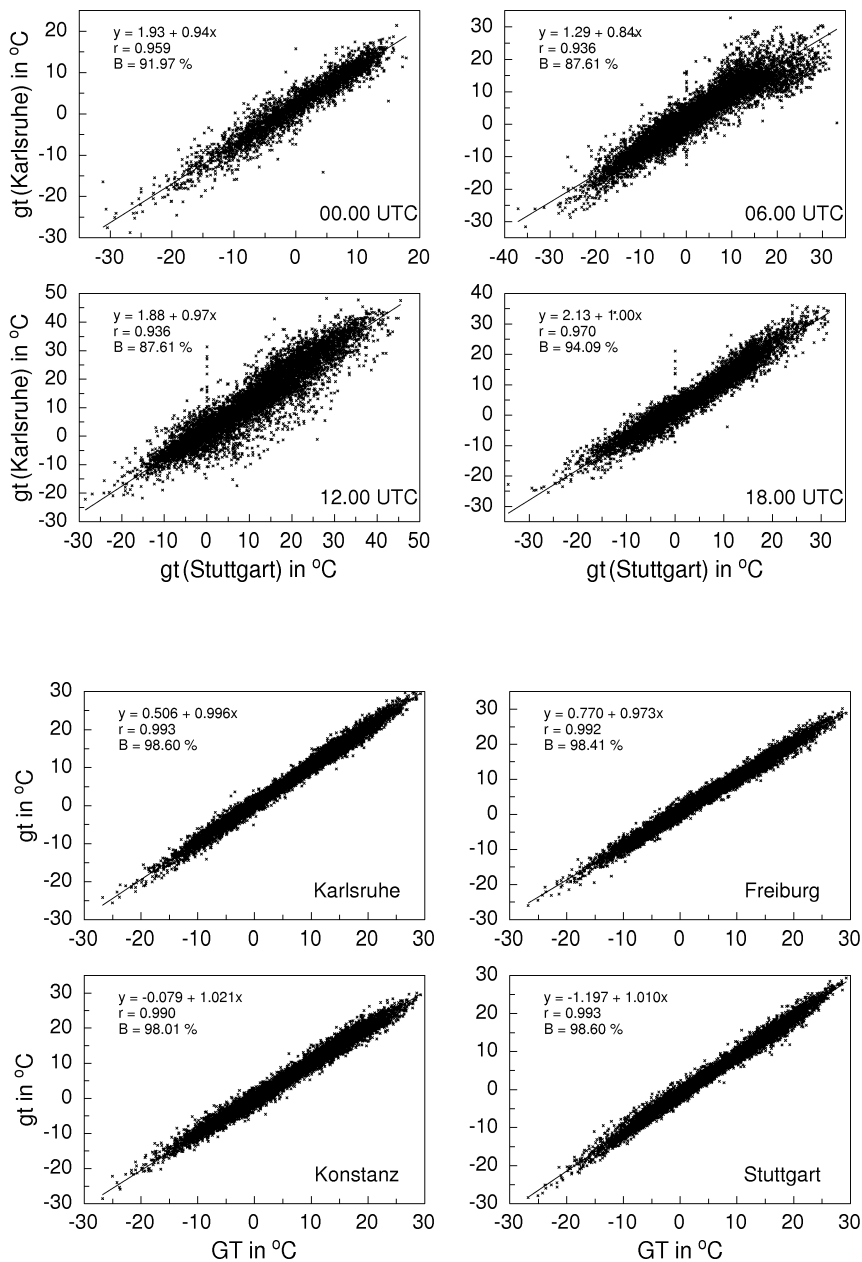 y = 1.93 + 0.94x
r = 0.959
B = 91.97 %
00.00 UTC
gt (Karlsruhe) in °C
20
10
0
-10
-20
-30
-30 -20 -10 0 10 20
y = 1.29 + 0.84x
r = 0.936
B = 87.61 %
06.00 UTC
30
20
10
0
-10
-20
-30
-40 -30 -20 -10 0 10 20 30
y = 1.88 + 0.97x
r = 0.936
B = 87.61 %
12.00 UTC
gt (Karlsruhe) in °C
50
40
30
20
10
0
-10
-20
-30
-30 -20 -10 0 10 20 30 40 50
gt (Stuttgart) in °C
y = 2.13 + 1.00x
r = 0.970
B = 94.09 %
18.00 UTC
40
30
20
10
0
-10
-20
-30
-30 -20 -10 0 10 20 30
gt (Stuttgart) in °C
y = 0.506 + 0.996x
r = 0.993
B = 98.60 %
Karlsruhe
gt in °C
30
20
10
0
-10
-20
-30
-30 -20 -10 0 10 20 30
y = 0.770 + 0.973x
r = 0.992
B = 98.41 %
Freiburg
30
20
10
0
-10
-20
-30
-30 -20 -10 0 10 20 30
y = -0.079 + 1.021x
r = 0.990
B = 98.01 %
Konstanz
gt in °C
30
20
10
0
-10
-20
-30
-30 -20 -10 0 10 20 30
GT in °C
y = -1.197 + 1.010x
r = 0.993
B = 98.60 %
Stuttgart
30
20
10
0
-10
-20
-30
-30 -20 -10 0 10 20 30
GT in °C